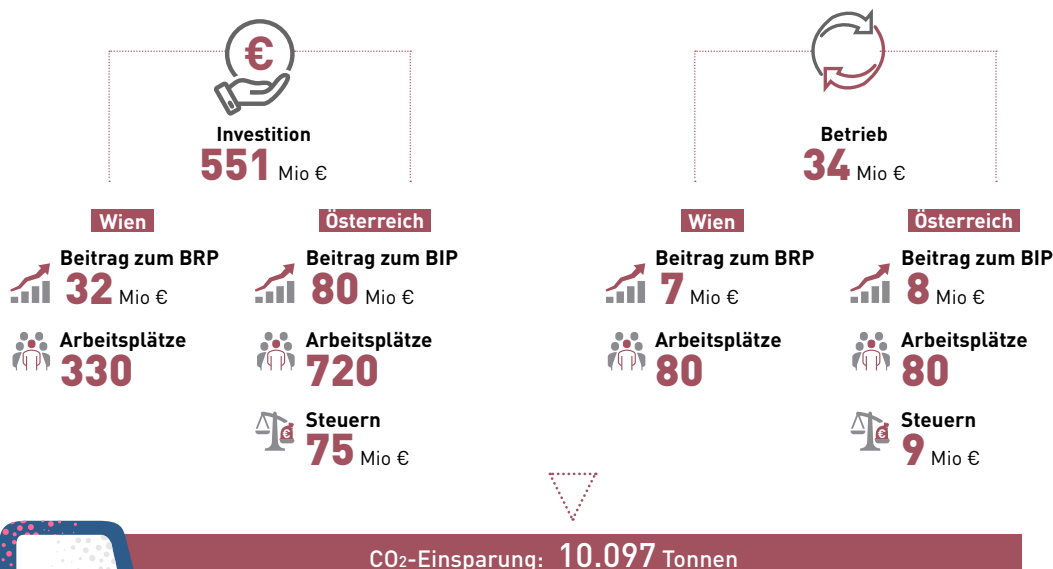 €
Investition
551 Mio €
Wien
Beitrag zum BRP
32 Mio €
Arbeitsplätze
330
Österreich
Beitrag zum BIP
80 Mio €
Arbeitsplätze
720
€
Steuern
75 Mio €
Betrieb
34 Mio €
Wien
Beitrag zum BRP
7 Mio €
Arbeitsplätze
80
Österreich
Beitrag zum BIP
8 Mio €
Arbeitsplätze
80
€
Steuern
9 Mio €
CO2-Einsparung: 10.097 Tonnen